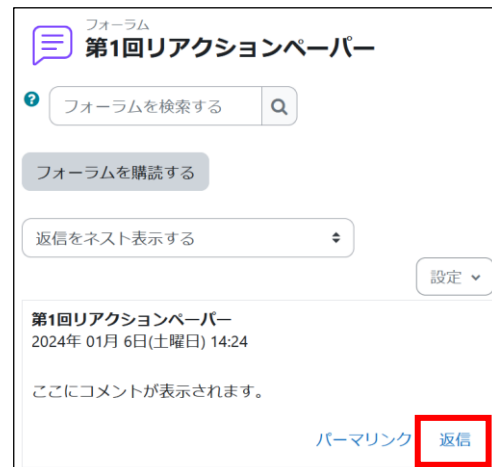 フォーラム
第1回リアクションペーパー
フォーラムを検索する
フォーラムを購読する
返信をネスト表示する
設定
第1回リアクションペーパー
2024年 01月 6日(土曜日) 14:24
ここにコメントが表示されます。
パーマリンク 返信